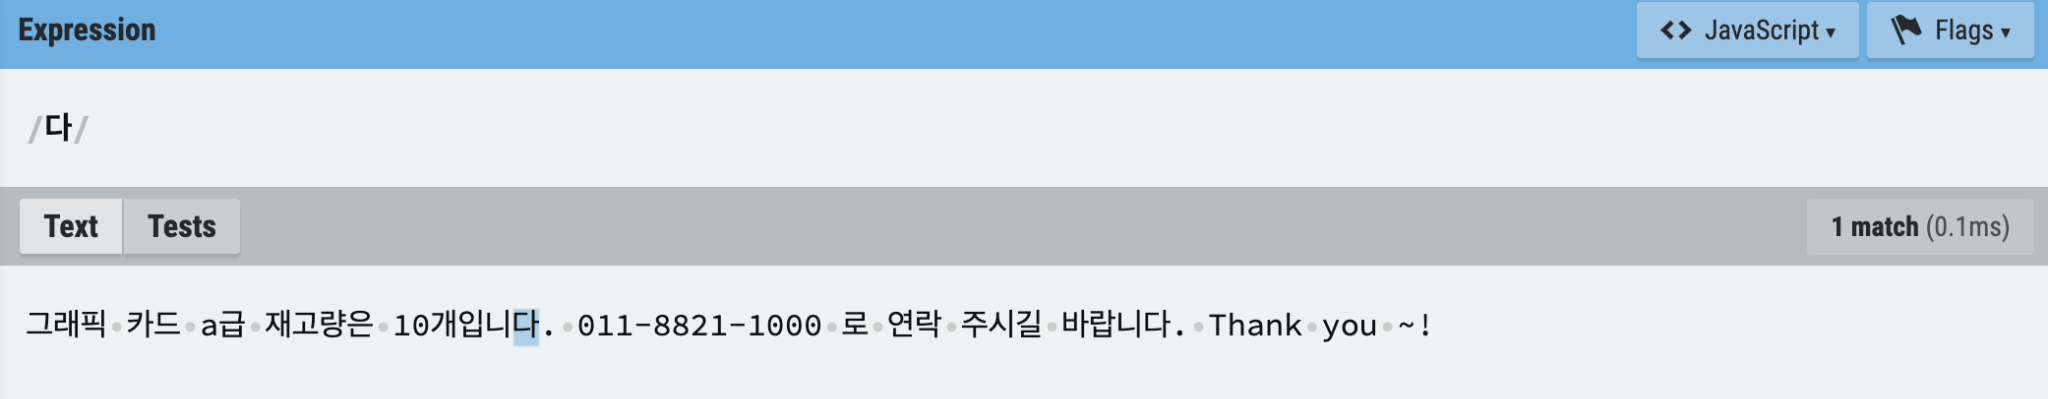 Expression
<> JavaScript ▾
Flags ▾
/다/
Text
Tests
1 match (0.1ms)
그래픽 카드 a급 재고량은 10개입니다. 011-8821-1000 로 연락 주시길 바랍니다. Thank you ~!